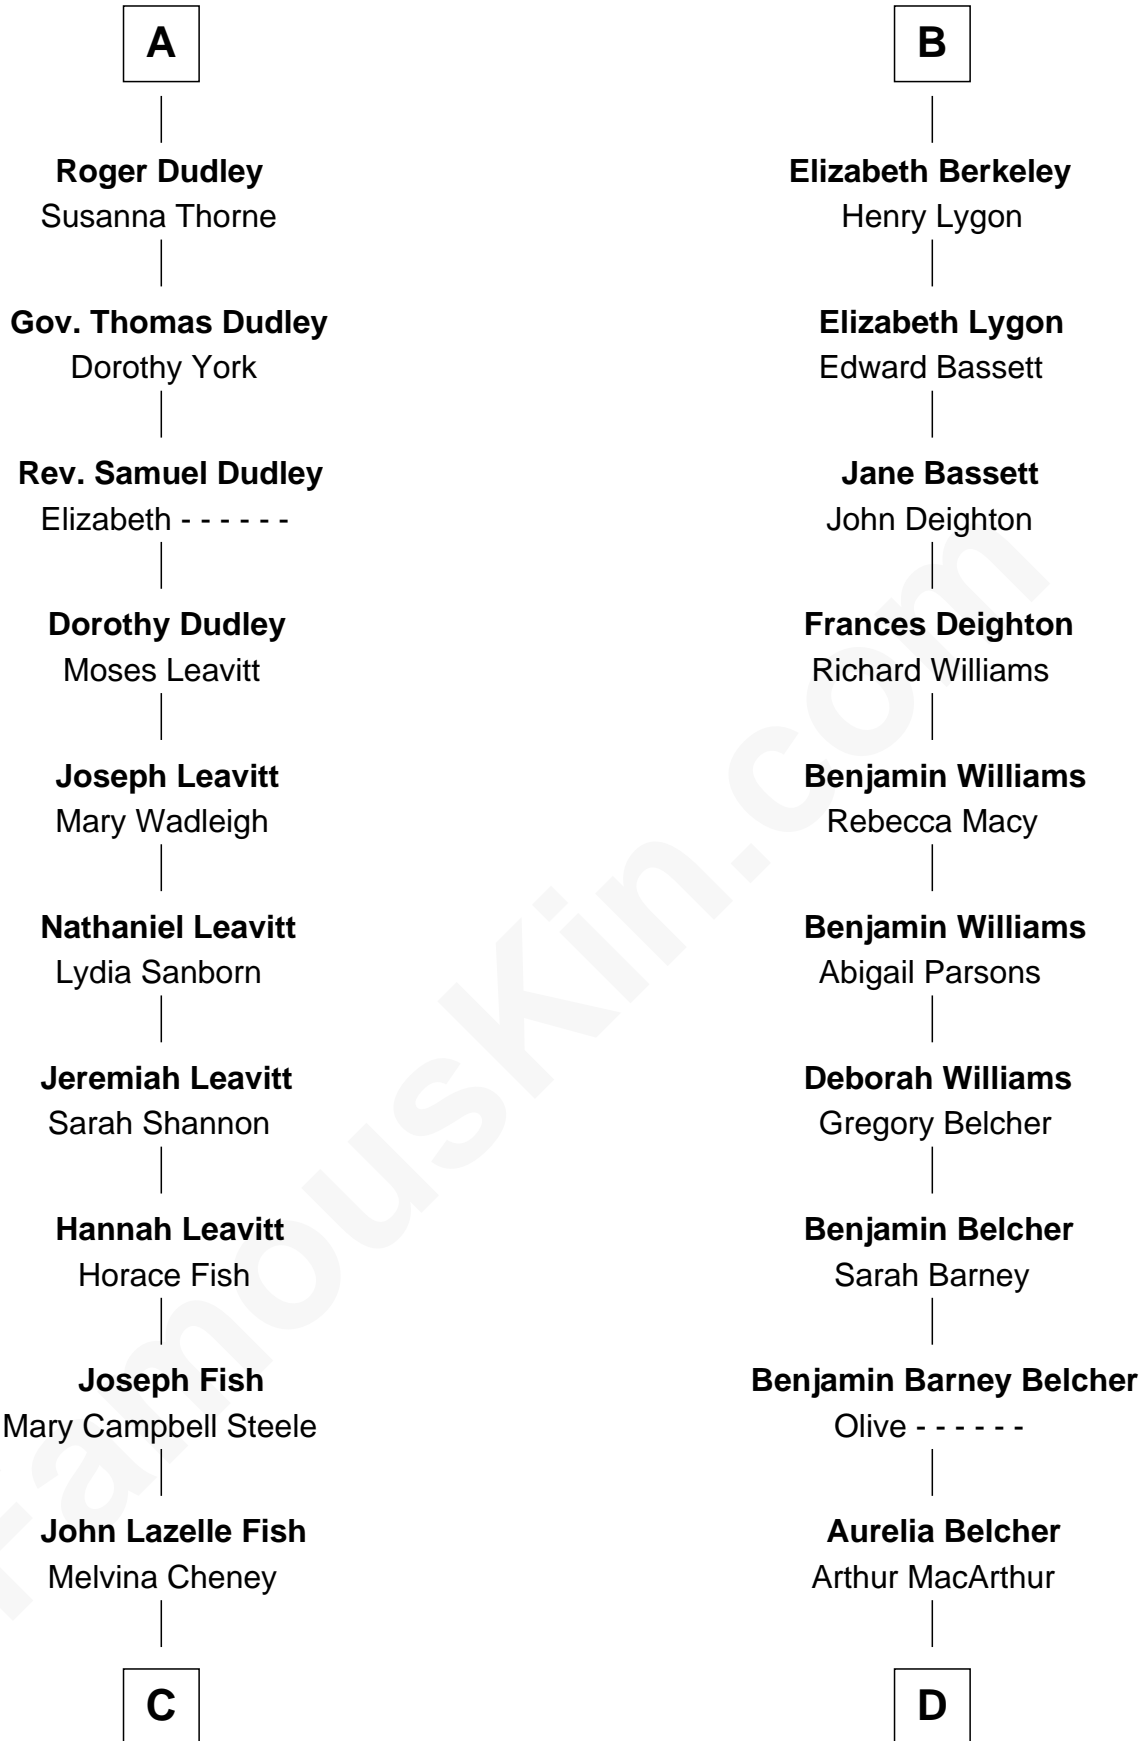 A
Roger Dudley
Susanna Thorne
Gov. Thomas Dudley
Dorothy York
Rev. Samuel Dudley
Elizabeth - - - - - -
Dorothy Dudley
Moses Leavitt
Joseph Leavitt
Mary Wadleigh
Nathaniel Leavitt
Lydia Sanborn
Jeremiah Leavitt
Sarah Shannon
Hannah Leavitt
Horace Fish
Joseph Fish
Mary Campbell Steele
John Lazelle Fish
Melvina Cheney
C
B
Elizabeth Berkeley
Henry Lygon
Elizabeth Lygon
Edward Bassett
Jane Bassett
John Deighton
Frances Deighton
Richard Williams
Benjamin Williams
Rebecca Macy
Benjamin Williams
Abigail Parsons
Deborah Williams
Gregory Belcher
Benjamin Belcher
Sarah Barney
Benjamin Barney Belcher
Olive - - - - - -
Aurelia Belcher
Arthur MacArthur
D
FamousKin.com